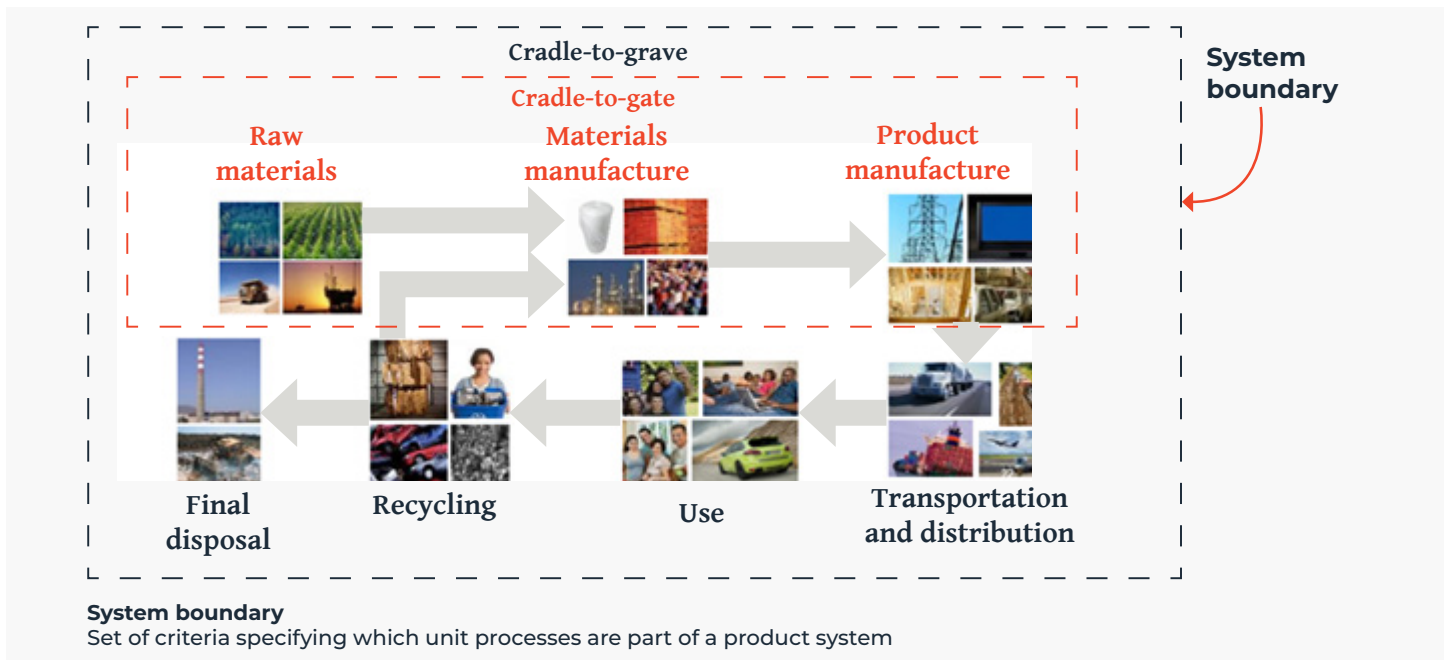 Cradle-to-grave
System
boundary
Cradle-to-gate
Raw
materials
Materials
manufacture
Product
manufacture
Final
disposal
Recycling
Use
Transportation
and distribution
System boundary
Set of criteria specifying which unit processes are part of a product system